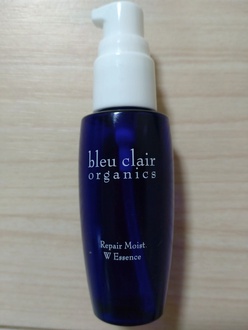 bleu clair
organics
Repair Moist
W Essence